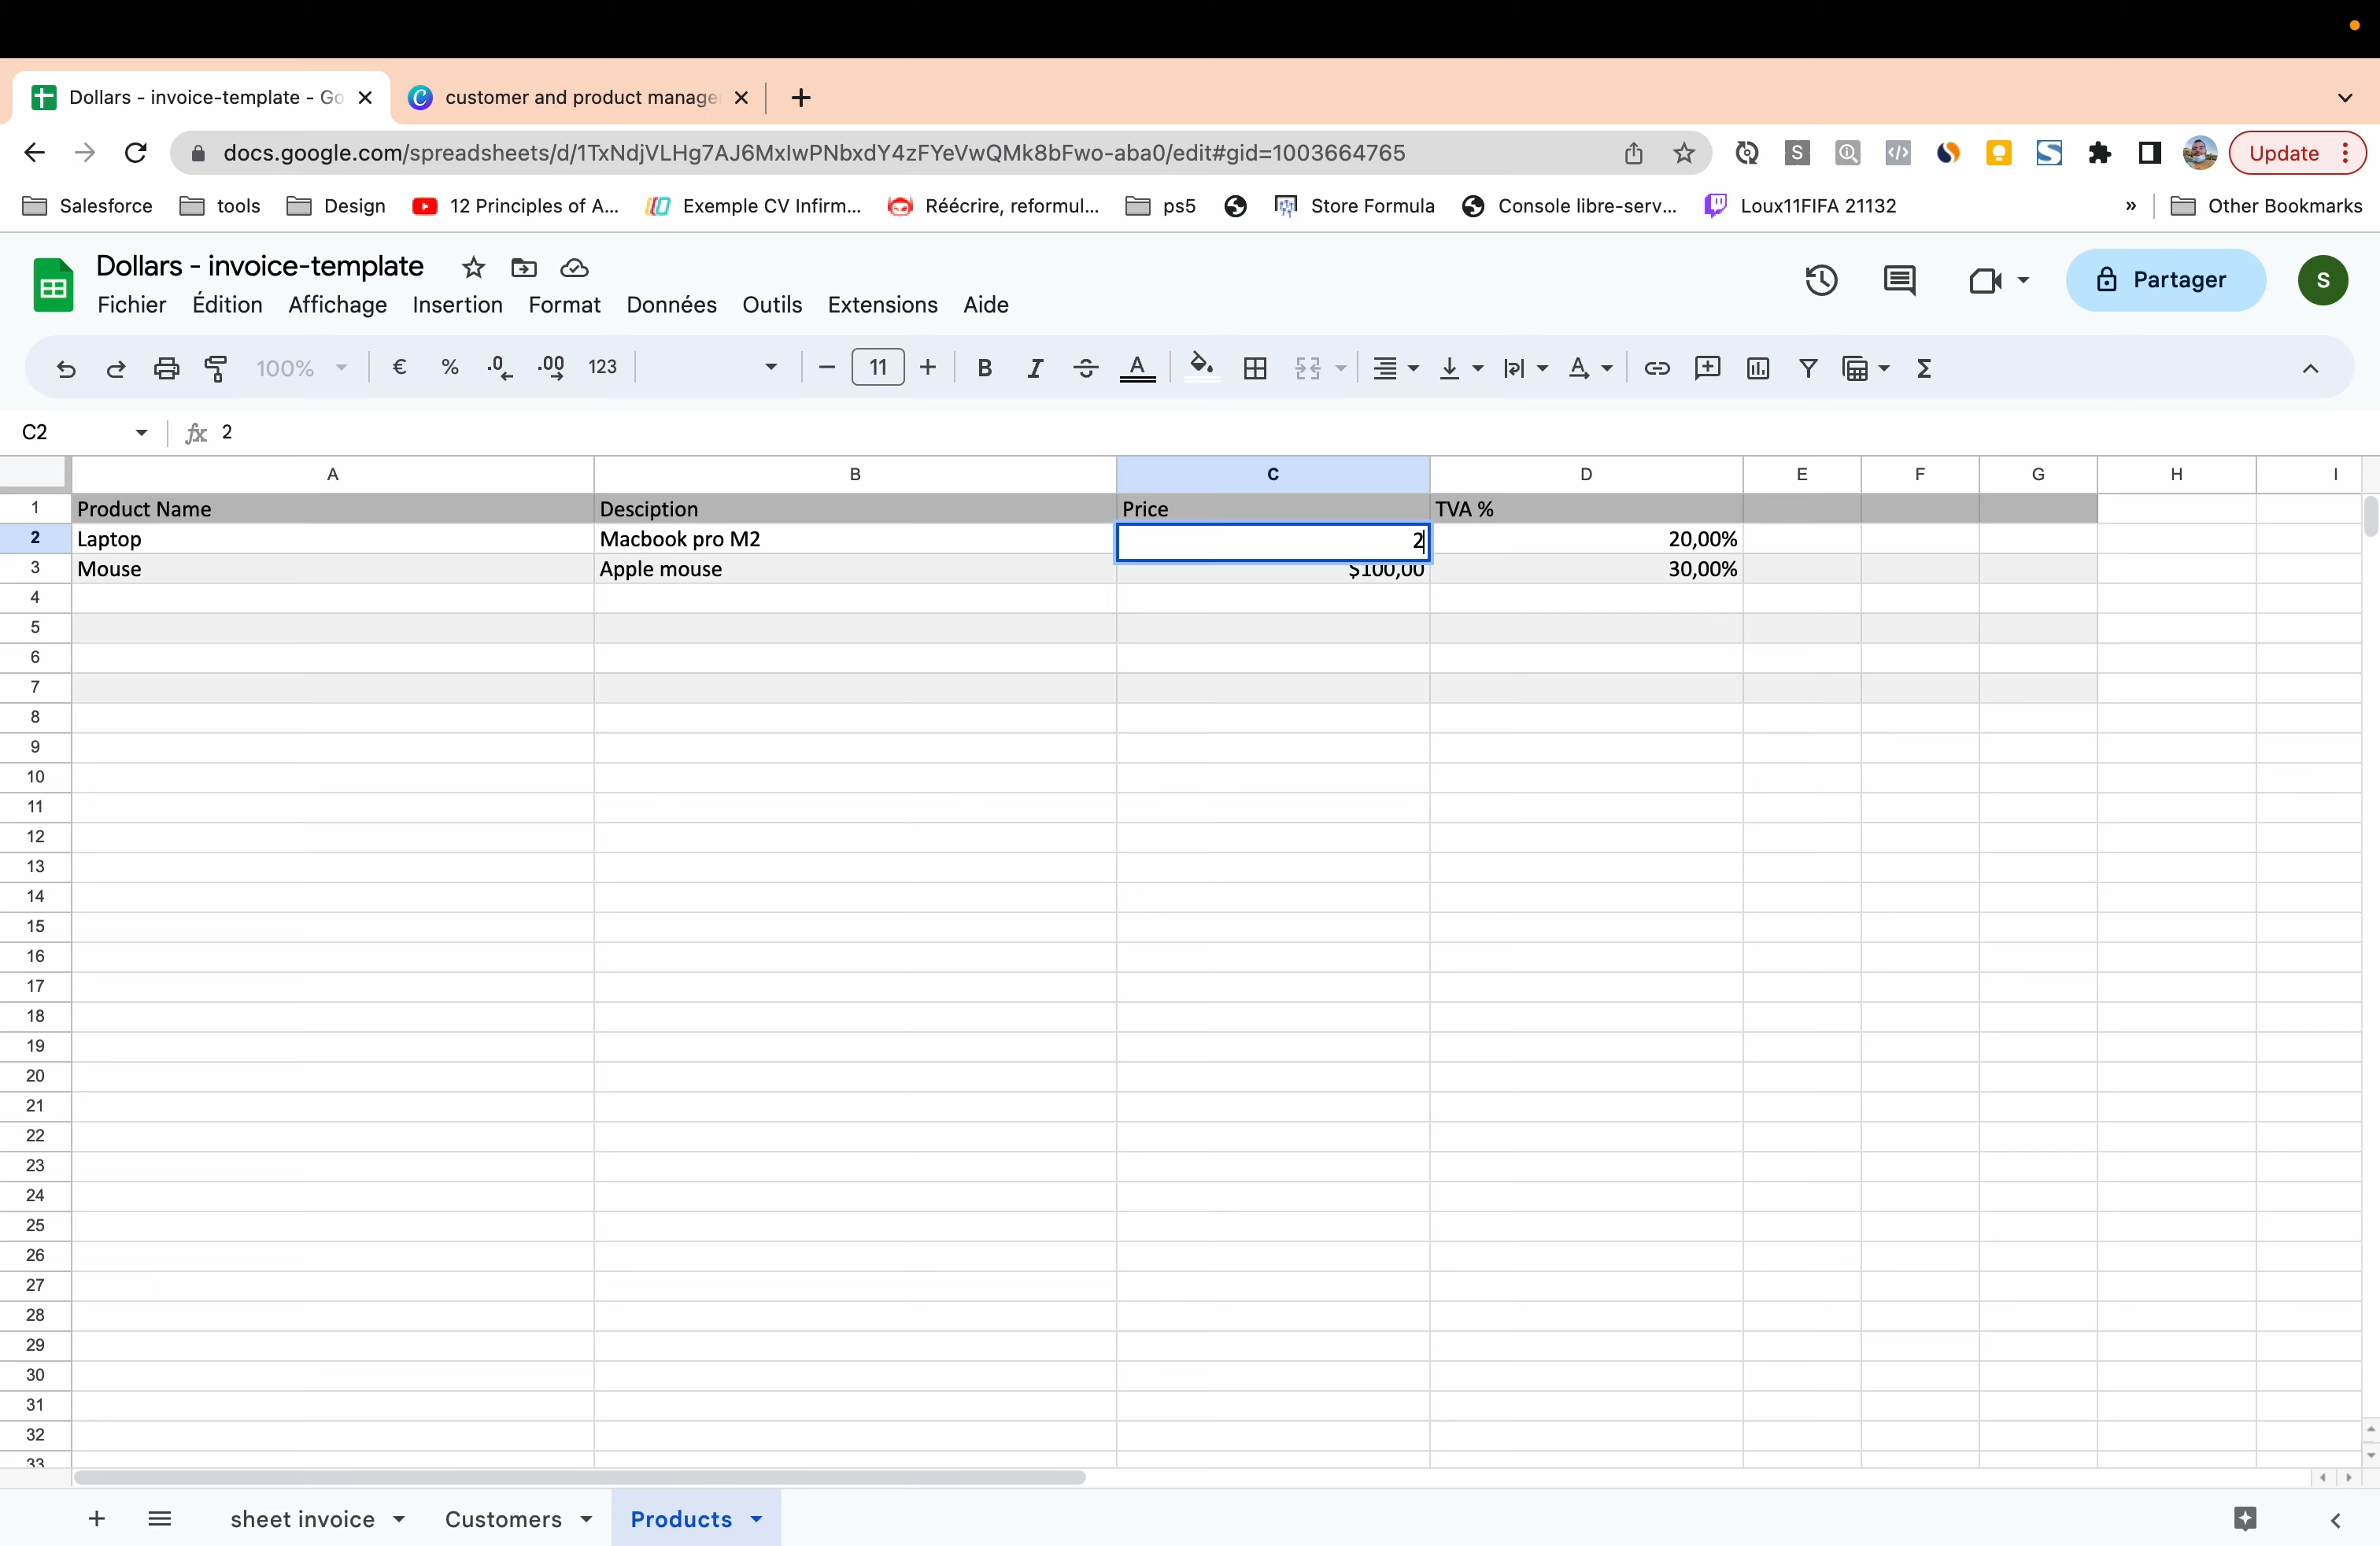 Dollars - invoice-template - Go
customer and product manage
docs.google.com/spreadsheets/d/1TxNdjVLHg7AJ6MxIwPNbxdY4zFYeVwQMk8bFwo-aba0/edit#gid=1003664765
Update
Salesforce tools Design 12 Principles of A... Exemple CV Infirm... Réécrire, reformul... ps5 Store Formula Console libre-serv... Loux11FIFA 21132 » Other Bookmarks
Dollars - invoice-template
Partager
S
Fichier Édition Affichage Insertion Format Données Outils Extensions Aide
100% € % .0 .00 123 11 B I A A Σ
C2 fx 2
A B C D E F G H I
1 Product Name Desciption Price TVA %
2 Laptop Macbook pro M2 2 20,00%
3 Mouse Apple mouse $100,00 30,00%
4
5
6
7
8
9
10
11
12
13
14
15
16
17
18
19
20
21
22
23
24
25
26
27
28
29
30
31
32
33
sheet invoice Customers Products